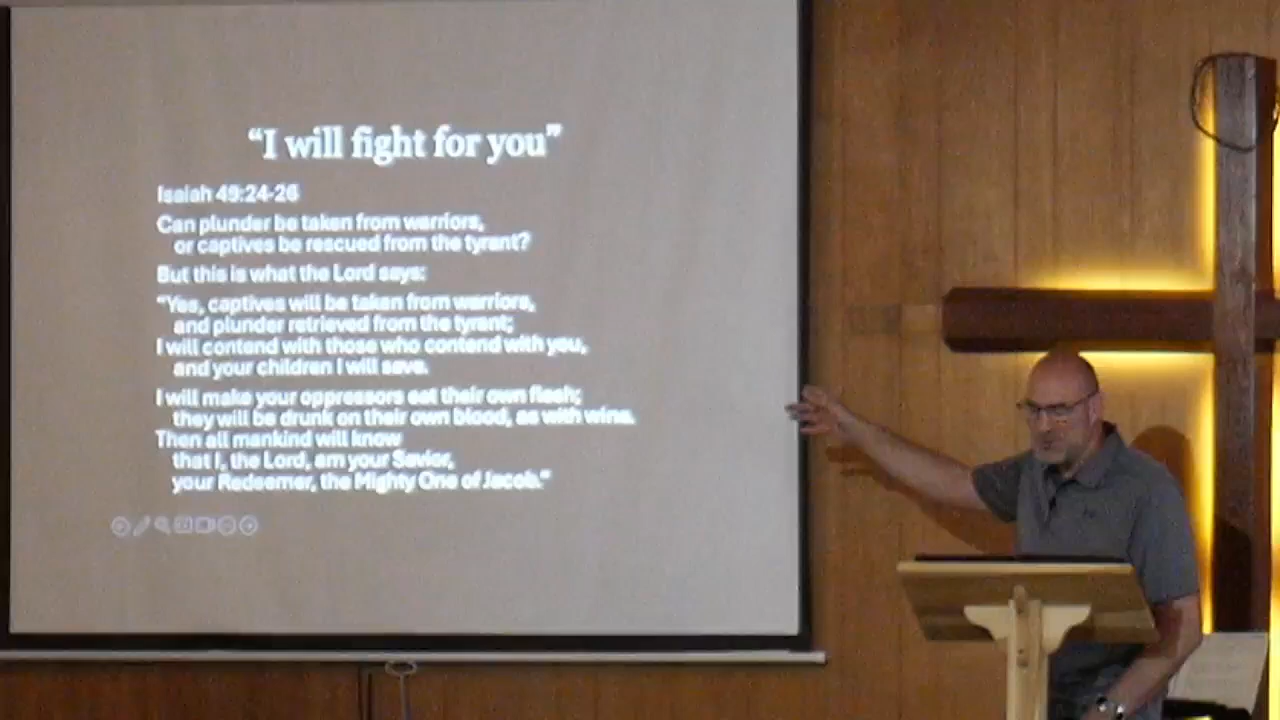 “I will fight for you”
Isaiah 49:24-26
Can plunder be taken from warriors,
or captives be rescued from the tyrant?
But this is what the Lord says:
“Yes, captives will be taken from warriors,
and plunder retrieved from the tyrant;
I will contend with those who contend with you,
and your children I will save.
I will make your oppressors eat their own flesh;
they will be drunk on their own blood, as with wine.
Then all mankind will know
that I, the Lord, am your Savior,
your Redeemer, the Mighty One of Jacob.”